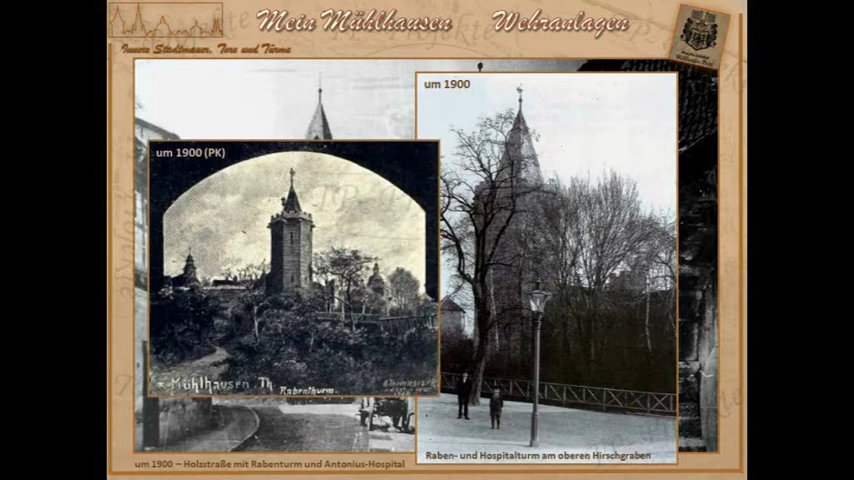 Mein Mühlhausen Wehranlagen
Innere Stadtmauer, Tore und Türme
um 1900
um 1900 (PK)
Mühlhausen Th
Rabenthurm.
Raben- und Hospitalturm am oberen Hirschgraben
um 1900 – Holzstraße mit Rabenturm und Antonius-Hospital